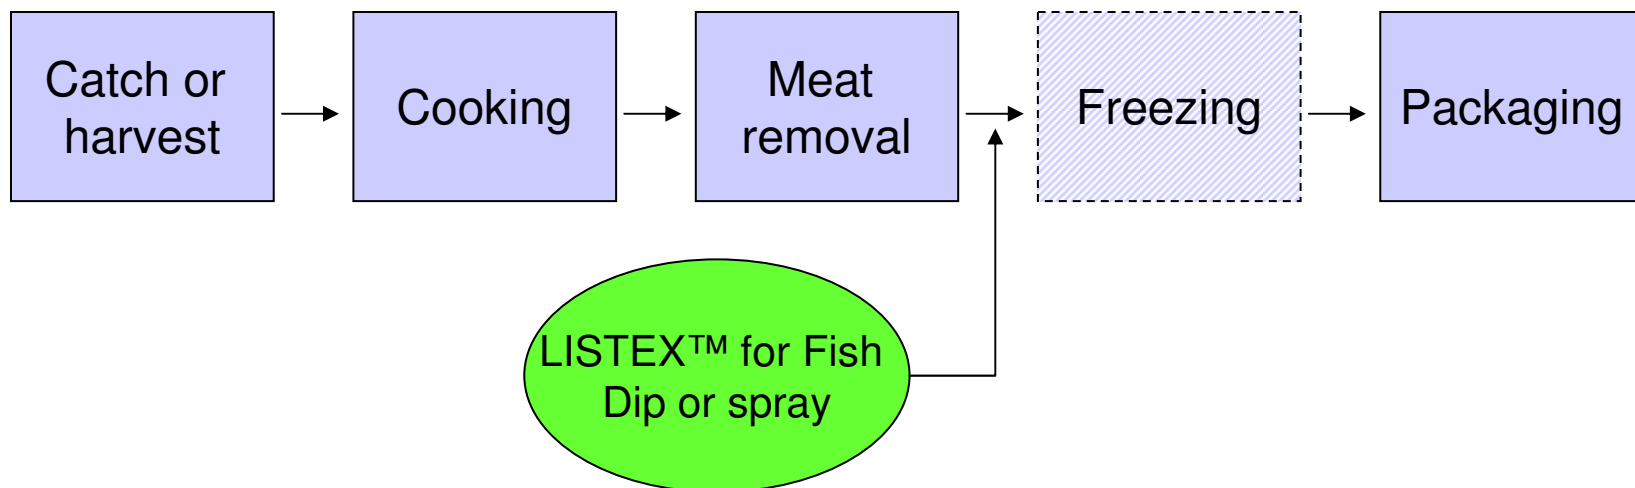 Catch or
harvest
Cooking
Meat
removal
Freezing
Packaging
LISTEX™ for Fish
Dip or spray